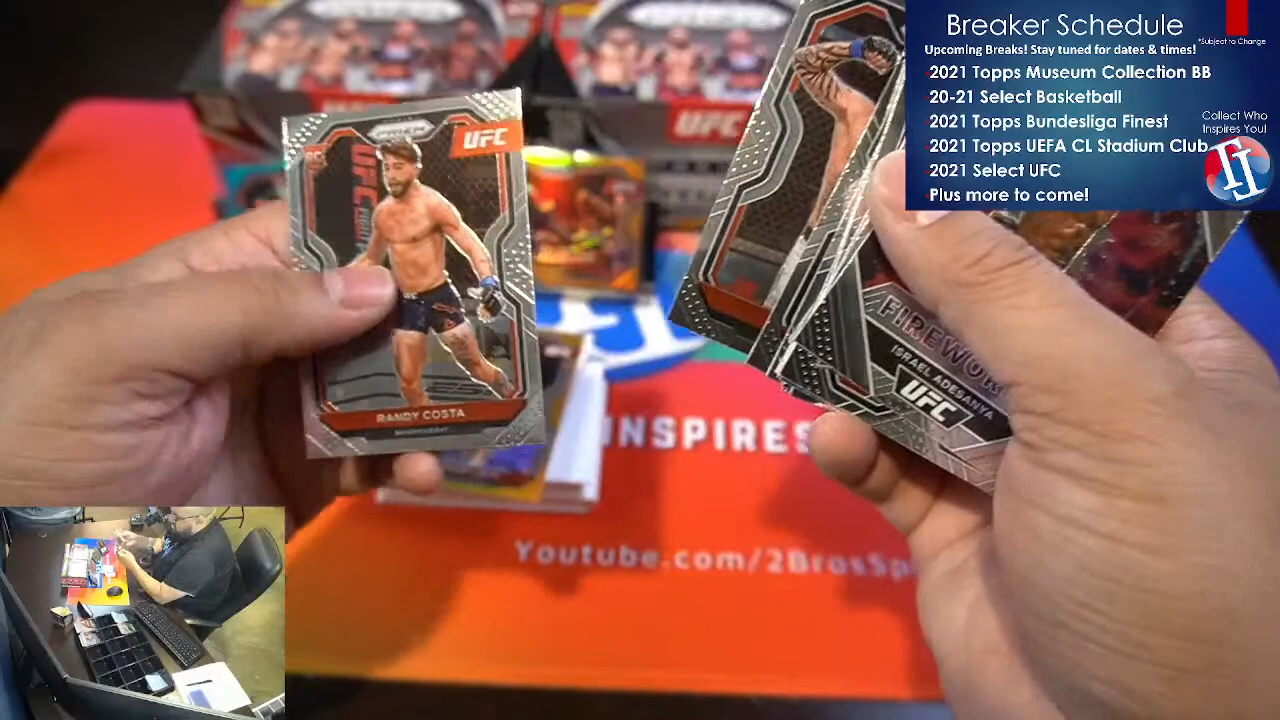 Breaker Schedule
*Subject to Change
Upcoming Breaks! Stay tuned for dates & times!
2021 Topps Museum Collection BB
20-21 Select Basketball
2021 Topps Bundesliga Finest
2021 Topps UEFA CL Stadium Club
2021 Select UFC
Plus more to come!
Collect Who
Inspires You!
UFC
PRIZM
UFC
UFC
RANDY COSTA
FIREWOR
ISRAEL ADESANYA
UFC
INSPIRES
Youtube.com/2BrosSp